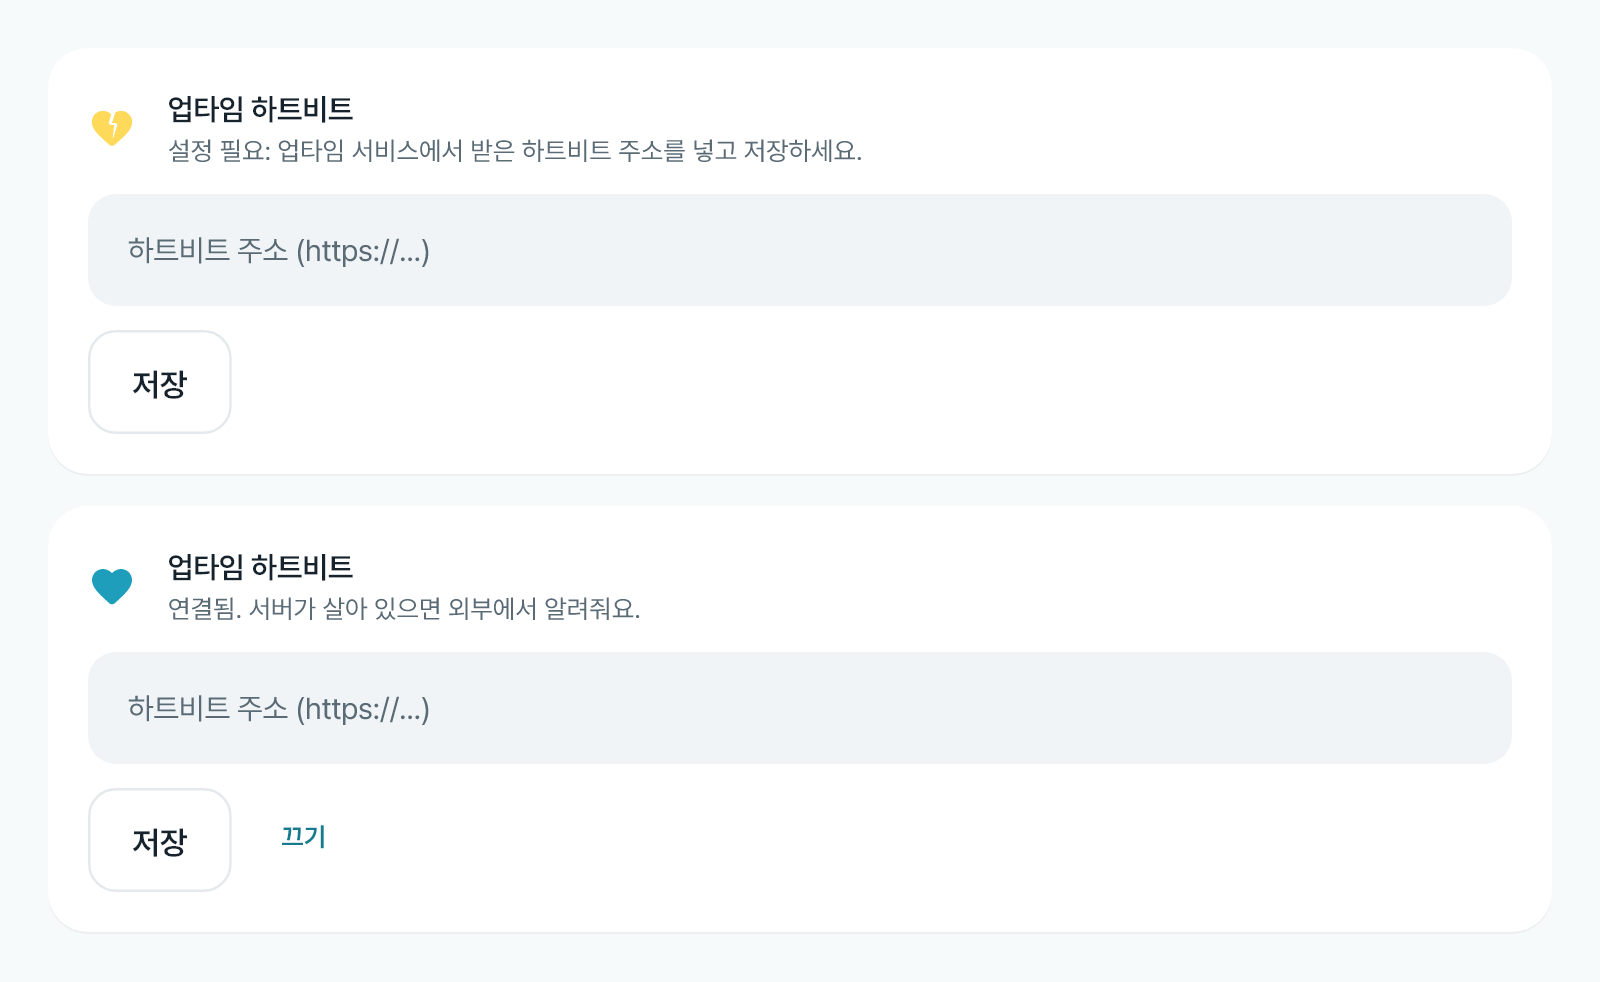 업타임 하트비트
설정 필요: 업타임 서비스에서 받은 하트비트 주소를 넣고 저장하세요.
하트비트 주소 (https://...)
저장
업타임 하트비트
연결됨. 서버가 살아 있으면 외부에서 알려줘요.
하트비트 주소 (https://...)
저장
끄기